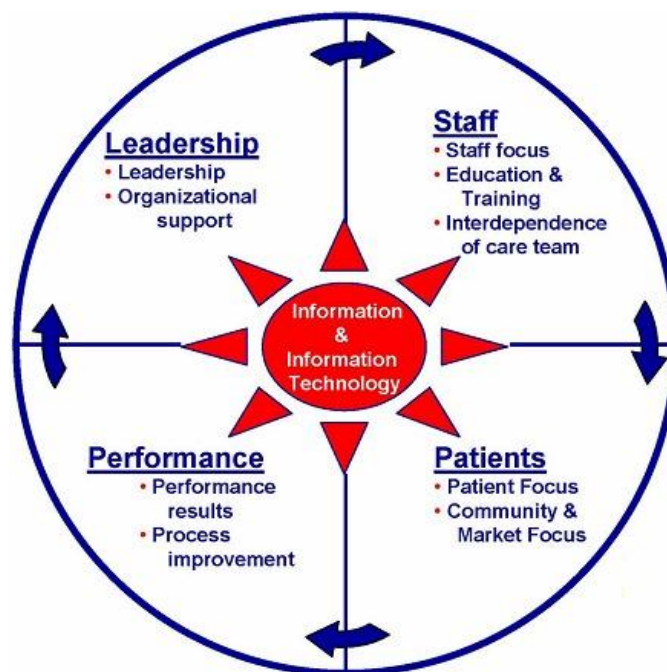 Leadership
• Leadership
• Organizational
support
Staff
• Staff focus
• Education &
Training
• Interdependence
of care team
Information
&
Information
Technology
Performance
• Performance
results
• Process
improvement
Patients
• Patient Focus
• Community &
Market Focus